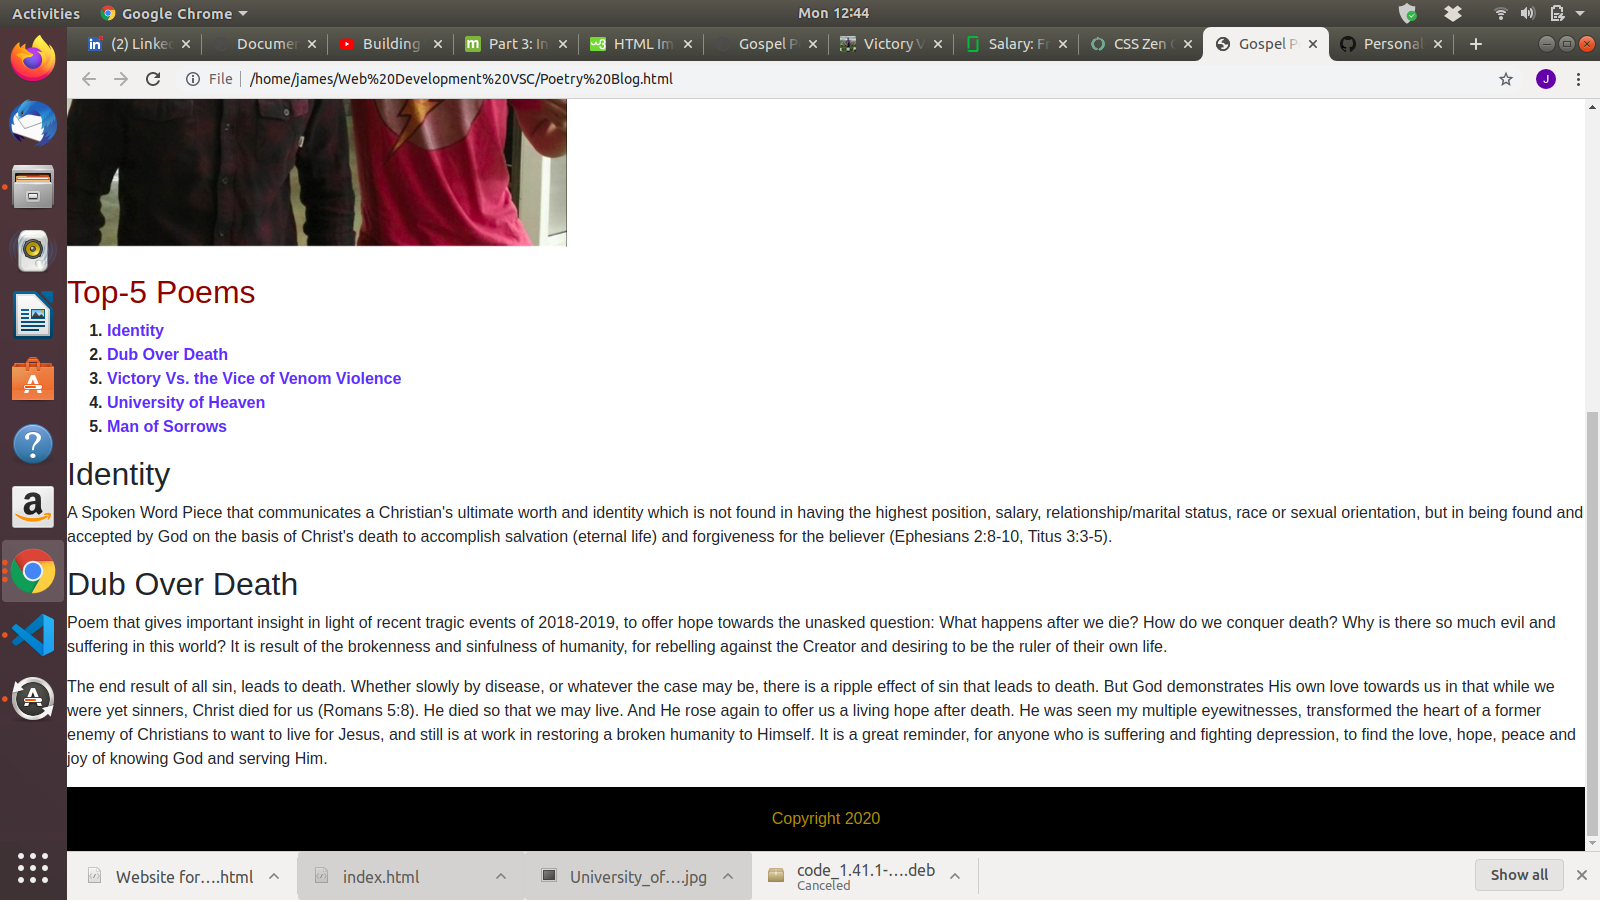 Activities
Google Chrome
Mon 12:44
(2) Linke
Documen
Building
Part 3: In
HTML Im
Gospel P
Victory V
Salary: Fr
CSS Zen
Gospel P
Personal
File
/home/james/Web%20Development%20VSC/Poetry%20Blog.html
J
Top-5 Poems
1. Identity
2. Dub Over Death
3. Victory Vs. the Vice of Venom Violence
4. University of Heaven
5. Man of Sorrows
Identity
A Spoken Word Piece that communicates a Christian's ultimate worth and identity which is not found in having the highest position, salary, relationship/marital status, race or sexual orientation, but in being found and
accepted by God on the basis of Christ's death to accomplish salvation (eternal life) and forgiveness for the believer (Ephesians 2:8-10, Titus 3:3-5).
Dub Over Death
Poem that gives important insight in light of recent tragic events of 2018-2019, to offer hope towards the unasked question: What happens after we die? How do we conquer death? Why is there so much evil and
suffering in this world? It is result of the brokenness and sinfulness of humanity, for rebelling against the Creator and desiring to be the ruler of their own life.
The end result of all sin, leads to death. Whether slowly by disease, or whatever the case may be, there is a ripple effect of sin that leads to death. But God demonstrates His own love towards us in that while we
were yet sinners, Christ died for us (Romans 5:8). He died so that we may live. And He rose again to offer us a living hope after death. He was seen my multiple eyewitnesses, transformed the heart of a former
enemy of Christians to want to live for Jesus, and still is at work in restoring a broken humanity to Himself. It is a great reminder, for anyone who is suffering and fighting depression, to find the love, hope, peace and
joy of knowing God and serving Him.
Copyright 2020
Website for....html
index.html
University_of....jpg
code_1.41.1-....deb
Canceled
Show all